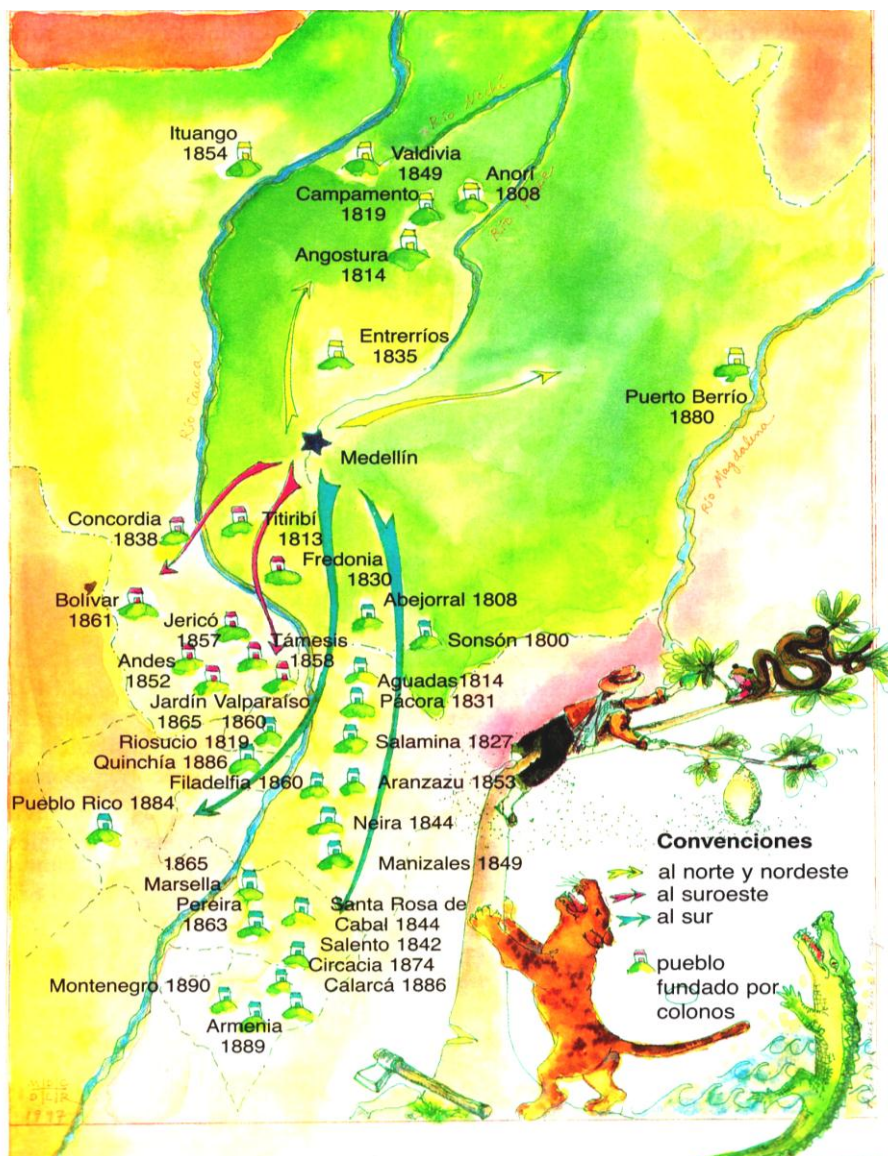 Río Nechí
Ituango
1854
Valdivia
1849
Anorí
1808
Campamento
1819
Río
Angostura
1814
Entrerríos
1835
Puerto Berrío
1880
Río Cauca
Río Magdalena
Medellín
Concordia
1838
Titiribí
1813
Fredonia
1830
Bolívar
1861
Abejorral 1808
Jericó
1857
Támesis
1858
Sonsón 1800
Andes
1852
Aguadas1814
Pácora 1831
Jardín Valparaíso
1865 1860
Riosucio 1819
Salamina 1827
Quinchía 1886
Filadelfia 1860
Aranzazu 1853
Pueblo Rico 1884
Neira 1844
Manizales 1849
1865
Marsella
Pereira
1863
Santa Rosa de
Cabal 1844
Salento 1842
Circacia 1874
Calarcá 1886
Montenegro 1890
Armenia
1889
Convenciones
al norte y nordeste
al suroeste
al sur
pueblo
fundado por
colonos
1997